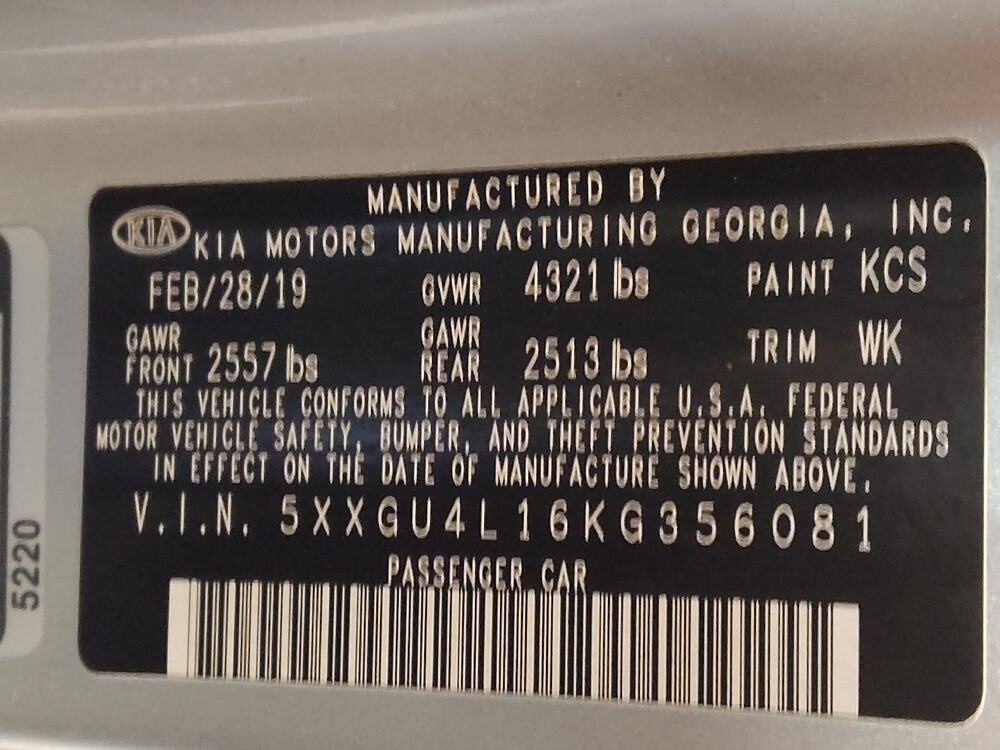 MANUFACTURED BY
KIA KIA MOTORS MANUFACTURING GEORGIA, INC.
FEB/28/19 GVWR 4321 lbs PAINT KCS
GAWR FRONT 2557 lbs GAWR REAR 2513 lbs TRIM WK
THIS VEHICLE CONFORMS TO ALL APPLICABLE U.S.A. FEDERAL
MOTOR VEHICLE SAFETY, BUMPER, AND THEFT PREVENTION STANDARDS
IN EFFECT ON THE DATE OF MANUFACTURE SHOWN ABOVE.
V.I.N. 5XXGU4L16KG356081
PASSENGER CAR
5220